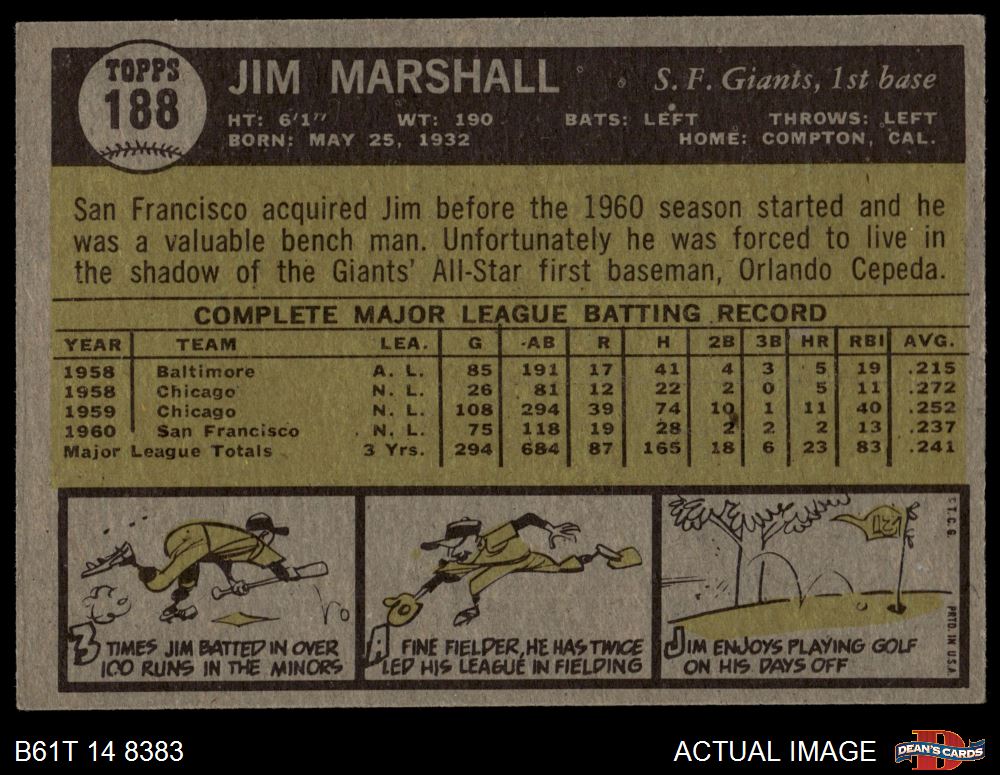 TOPPS
188
JIM MARSHALL
S. F. Giants, 1st base
HT: 6'1" WT: 190 BATS: LEFT THROWS: LEFT
BORN: MAY 25, 1932 HOME: COMPTON, CAL.
San Francisco acquired Jim before the 1960 season started and he
was a valuable bench man. Unfortunately he was forced to live in
the shadow of the Giants' All-Star first baseman, Orlando Cepeda.
COMPLETE MAJOR LEAGUE BATTING RECORD
YEAR TEAM LEA. G AB R H 2B 3B HR RBI AVG.
1958 Baltimore A. L. 85 191 17 41 4 3 5 19 .215
1958 Chicago N. L. 26 81 12 22 2 0 5 11 .272
1959 Chicago N. L. 108 294 39 74 10 1 11 40 .252
1960 San Francisco N. L. 75 118 19 28 2 2 2 13 .237
Major League Totals 3 Yrs. 294 684 87 165 18 6 23 83 .241
3 TIMES JIM BATTED IN OVER
100 RUNS IN THE MINORS
A FINE FIELDER, HE HAS TWICE
LED HIS LEAGUE IN FIELDING
JIM ENJOYS PLAYING GOLF
ON HIS DAYS OFF
©T.C.G.
PRTD. IN U.S.A.
B61T 14 8383
ACTUAL IMAGE
D
DEAN'S CARDS